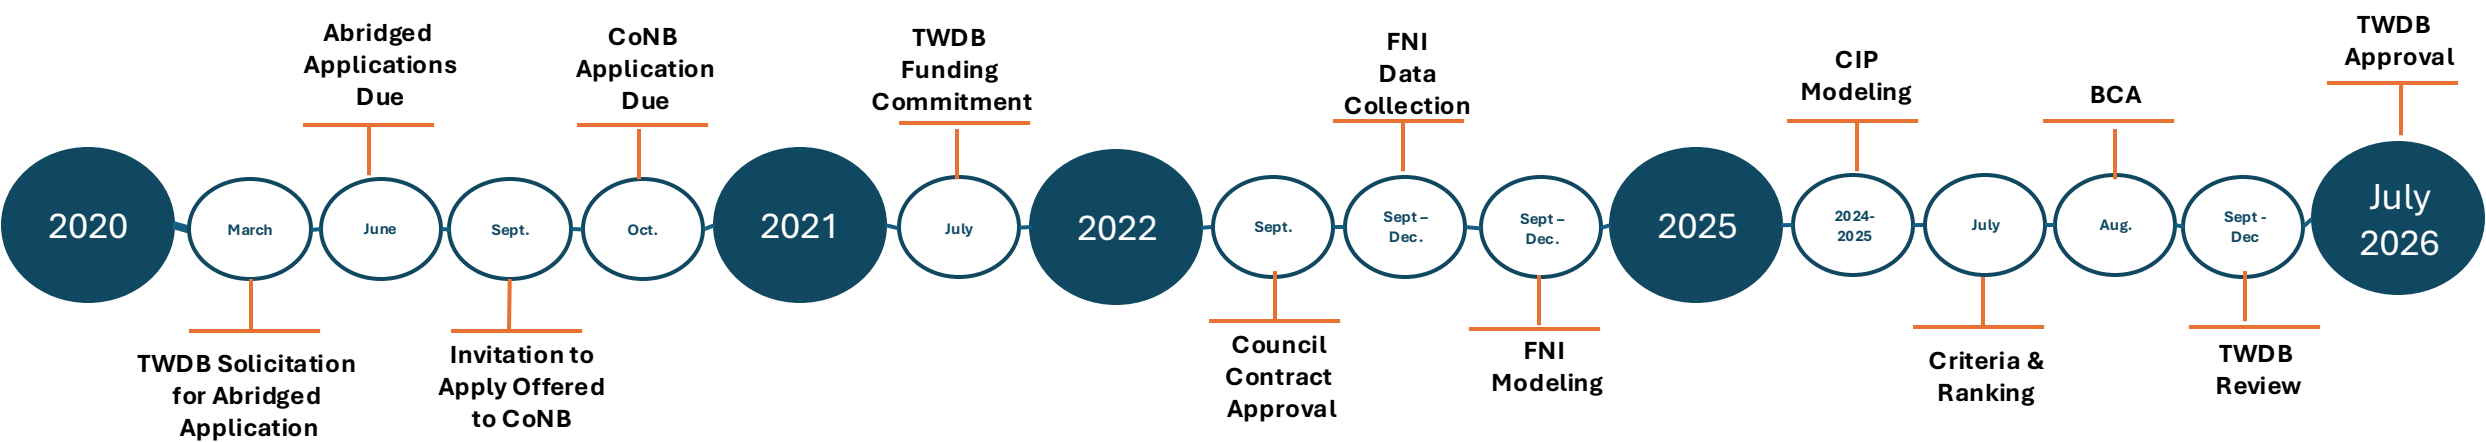 2020
March
TWDB Solicitation
for Abridged
Application
Abridged
Applications
Due
June
Sept.
Invitation to
Apply Offered
to CoNB
CoNB
Application
Due
Oct.
2021
TWDB
Funding
Commitment
July
2022
Sept.
Council
Contract
Approval
FNI
Data
Collection
Sept –
Dec.
Sept –
Dec.
FNI
Modeling
2025
CIP
Modeling
2024-
2025
July
Criteria &
Ranking
BCA
Aug.
Sept -
Dec
TWDB
Review
TWDB
Approval
July
2026